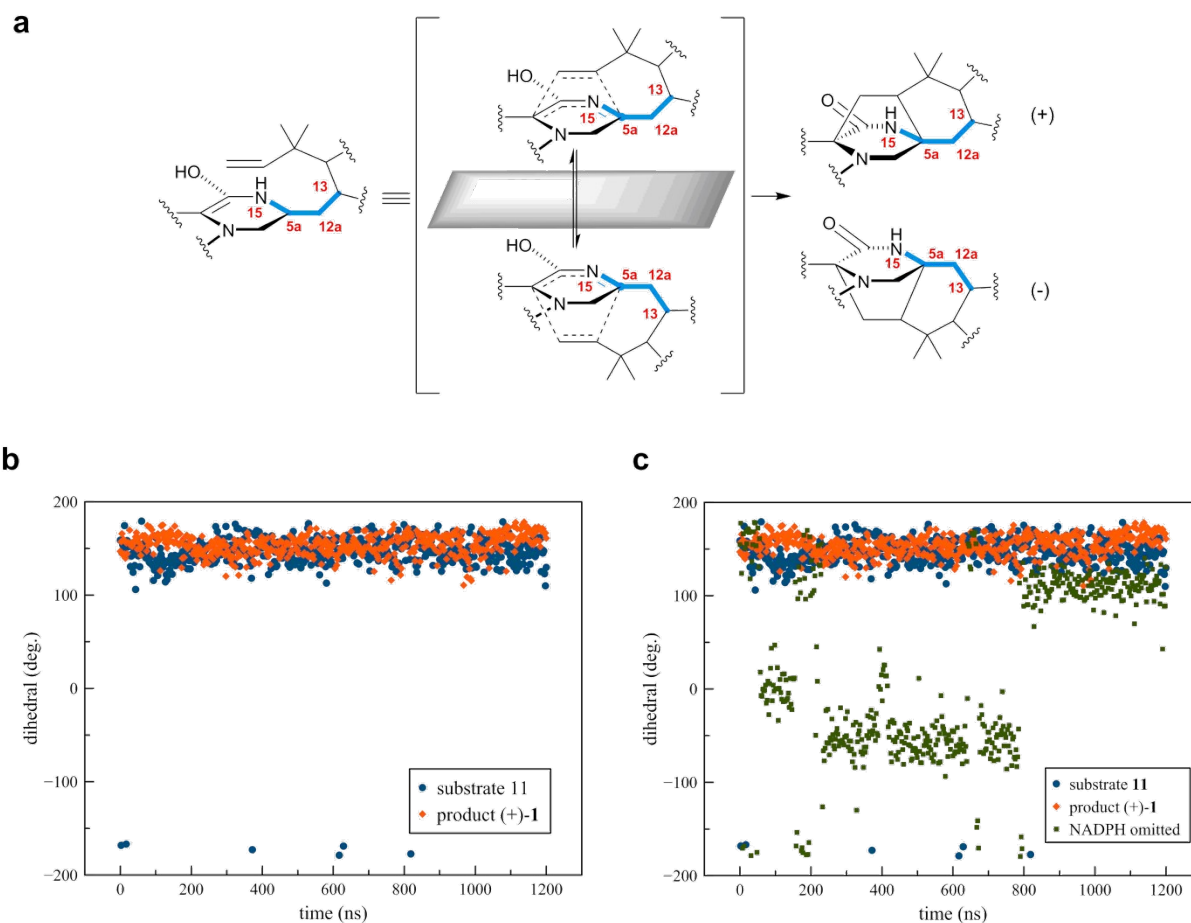 a
HO
H
N
15
13
5a
12a
N
HO
N
15
13
5a
12a
N
HO
N
15
5a
12a
13
N
O
H
N
15
13
5a
12a
N
(+)
O
H
N
15
5a
12a
13
N
(-)
b
200
100
0
−100
−200
dihedral (deg.)
0 200 400 600 800 1000 1200
time (ns)
substrate 11
product (+)-1
c
200
100
0
−100
−200
dihedral (deg.)
0 200 400 600 800 1000 1200
time (ns)
substrate 11
product (+)-1
NADPH omitted